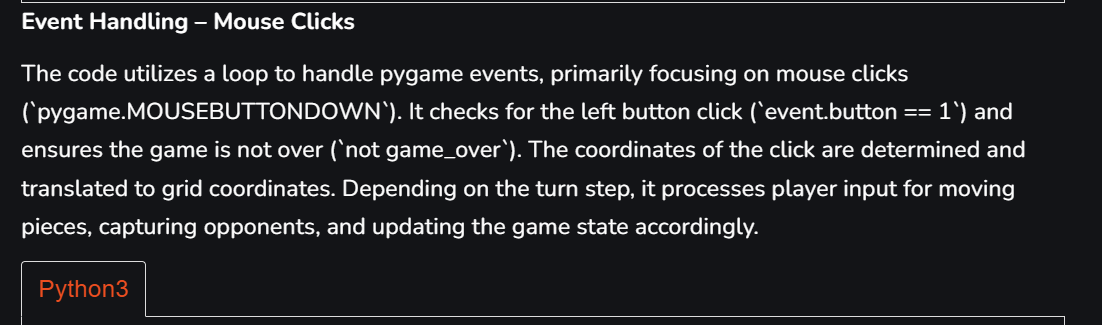 Event Handling – Mouse Clicks
The code utilizes a loop to handle pygame events, primarily focusing on mouse clicks
(`pygame.MOUSEBUTTONDOWN`). It checks for the left button click (`event.button == 1`) and
ensures the game is not over (`not game_over`). The coordinates of the click are determined and
translated to grid coordinates. Depending on the turn step, it processes player input for moving
pieces, capturing opponents, and updating the game state accordingly.
Python3